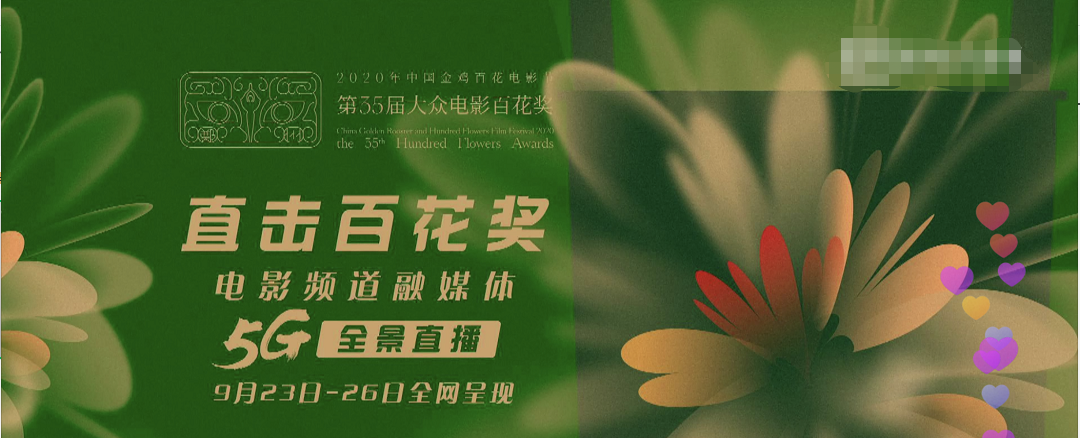 2020年中国金鸡百花电影节
第35届大众电影百花奖
China Golden Rooster and Hundred Flowers Film Festival 2020
the 35th Hundred Flowers Awards
直击百花奖
电影频道融媒体
5G 全景直播
9月23日-26日全网呈现